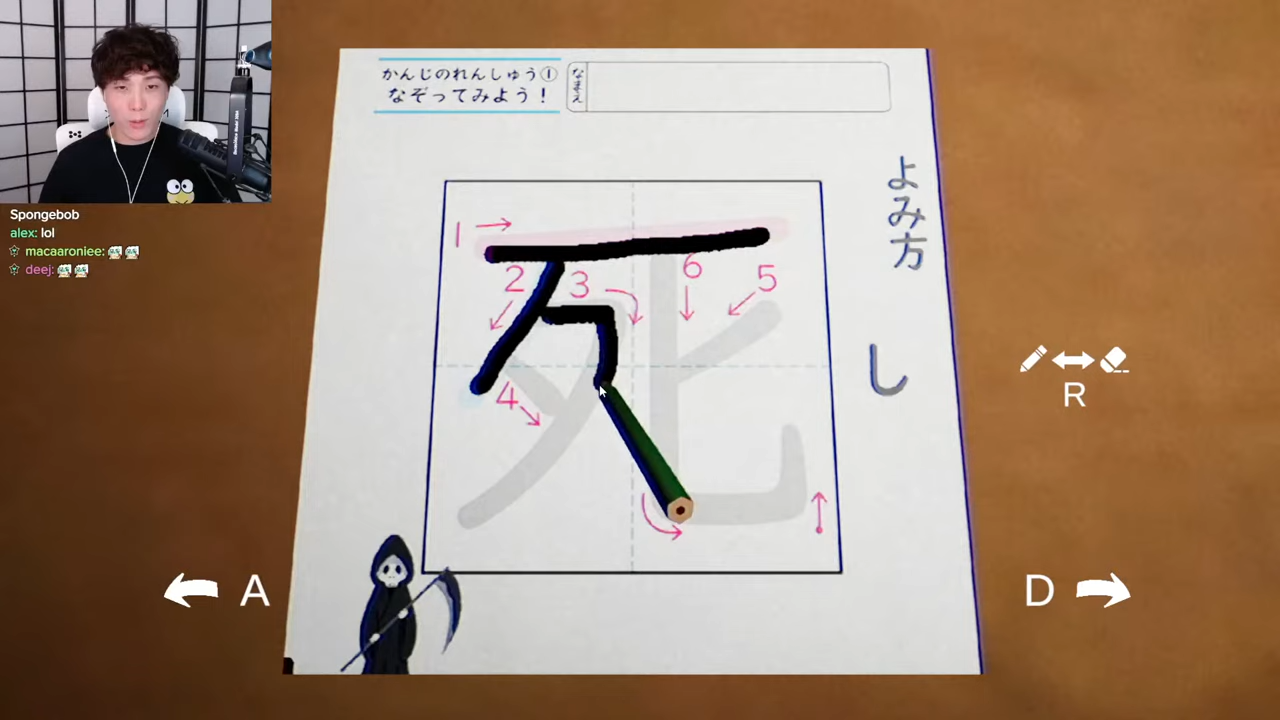 かんじのれんしゅう①
なぞってみよう！
なまえ
よみ方
し
死
1
2
3
6
5
4
R
A
D
Spongebob
alex: lol
macaaroniee:
deej: